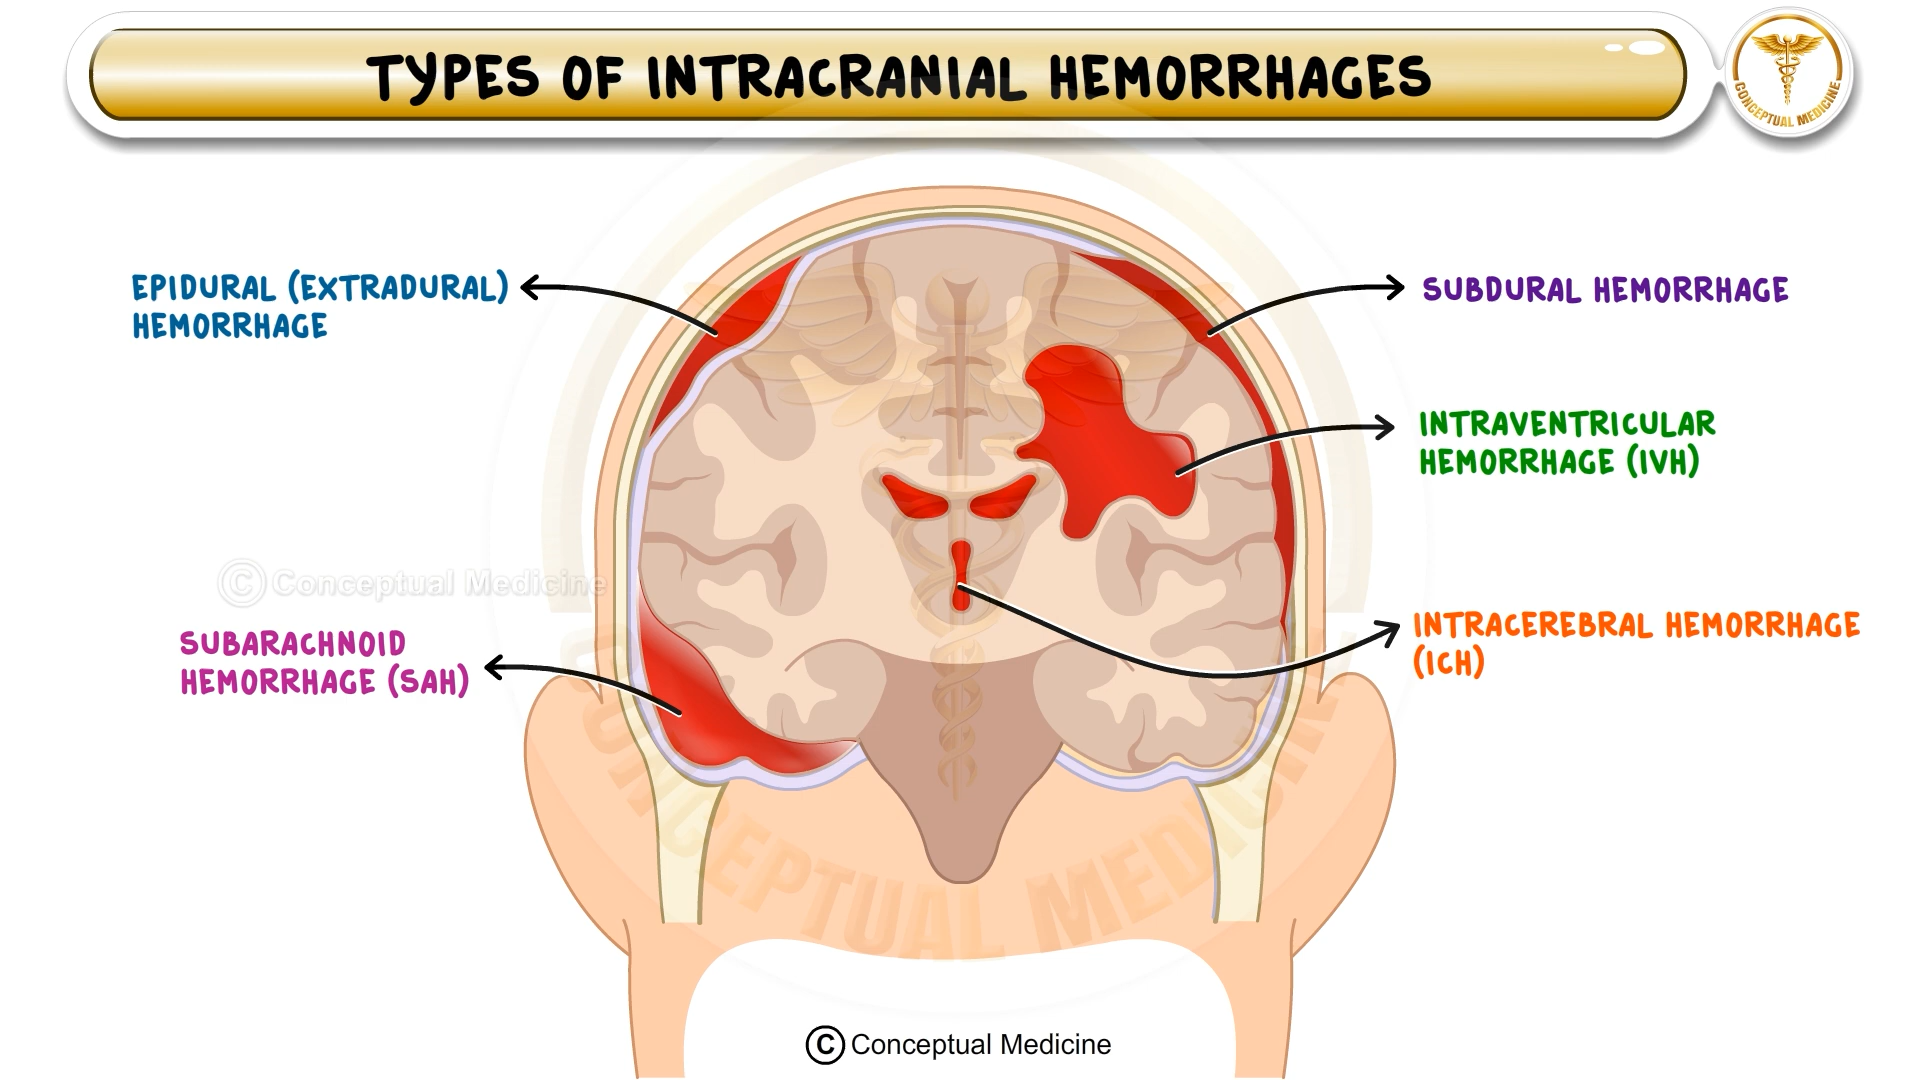 TYPES OF INTRACRANIAL HEMORRHAGES
CONCEPTUAL MEDICINE
EPIDURAL (EXTRADURAL)
HEMORRHAGE
SUBDURAL HEMORRHAGE
INTRAVENTRICULAR
HEMORRHAGE (IVH)
© Conceptual Medicine
SUBARACHNOID
HEMORRHAGE (SAH)
INTRACEREBRAL HEMORRHAGE
(ICH)
CONCEPTUAL MEDICINE
© Conceptual Medicine